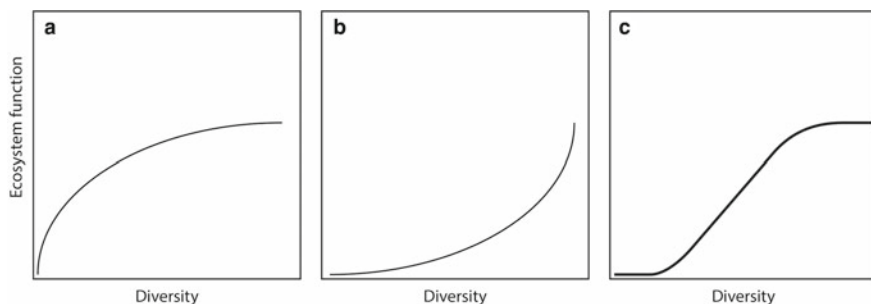 a
b
c
Ecosystem function
Diversity
Diversity
Diversity